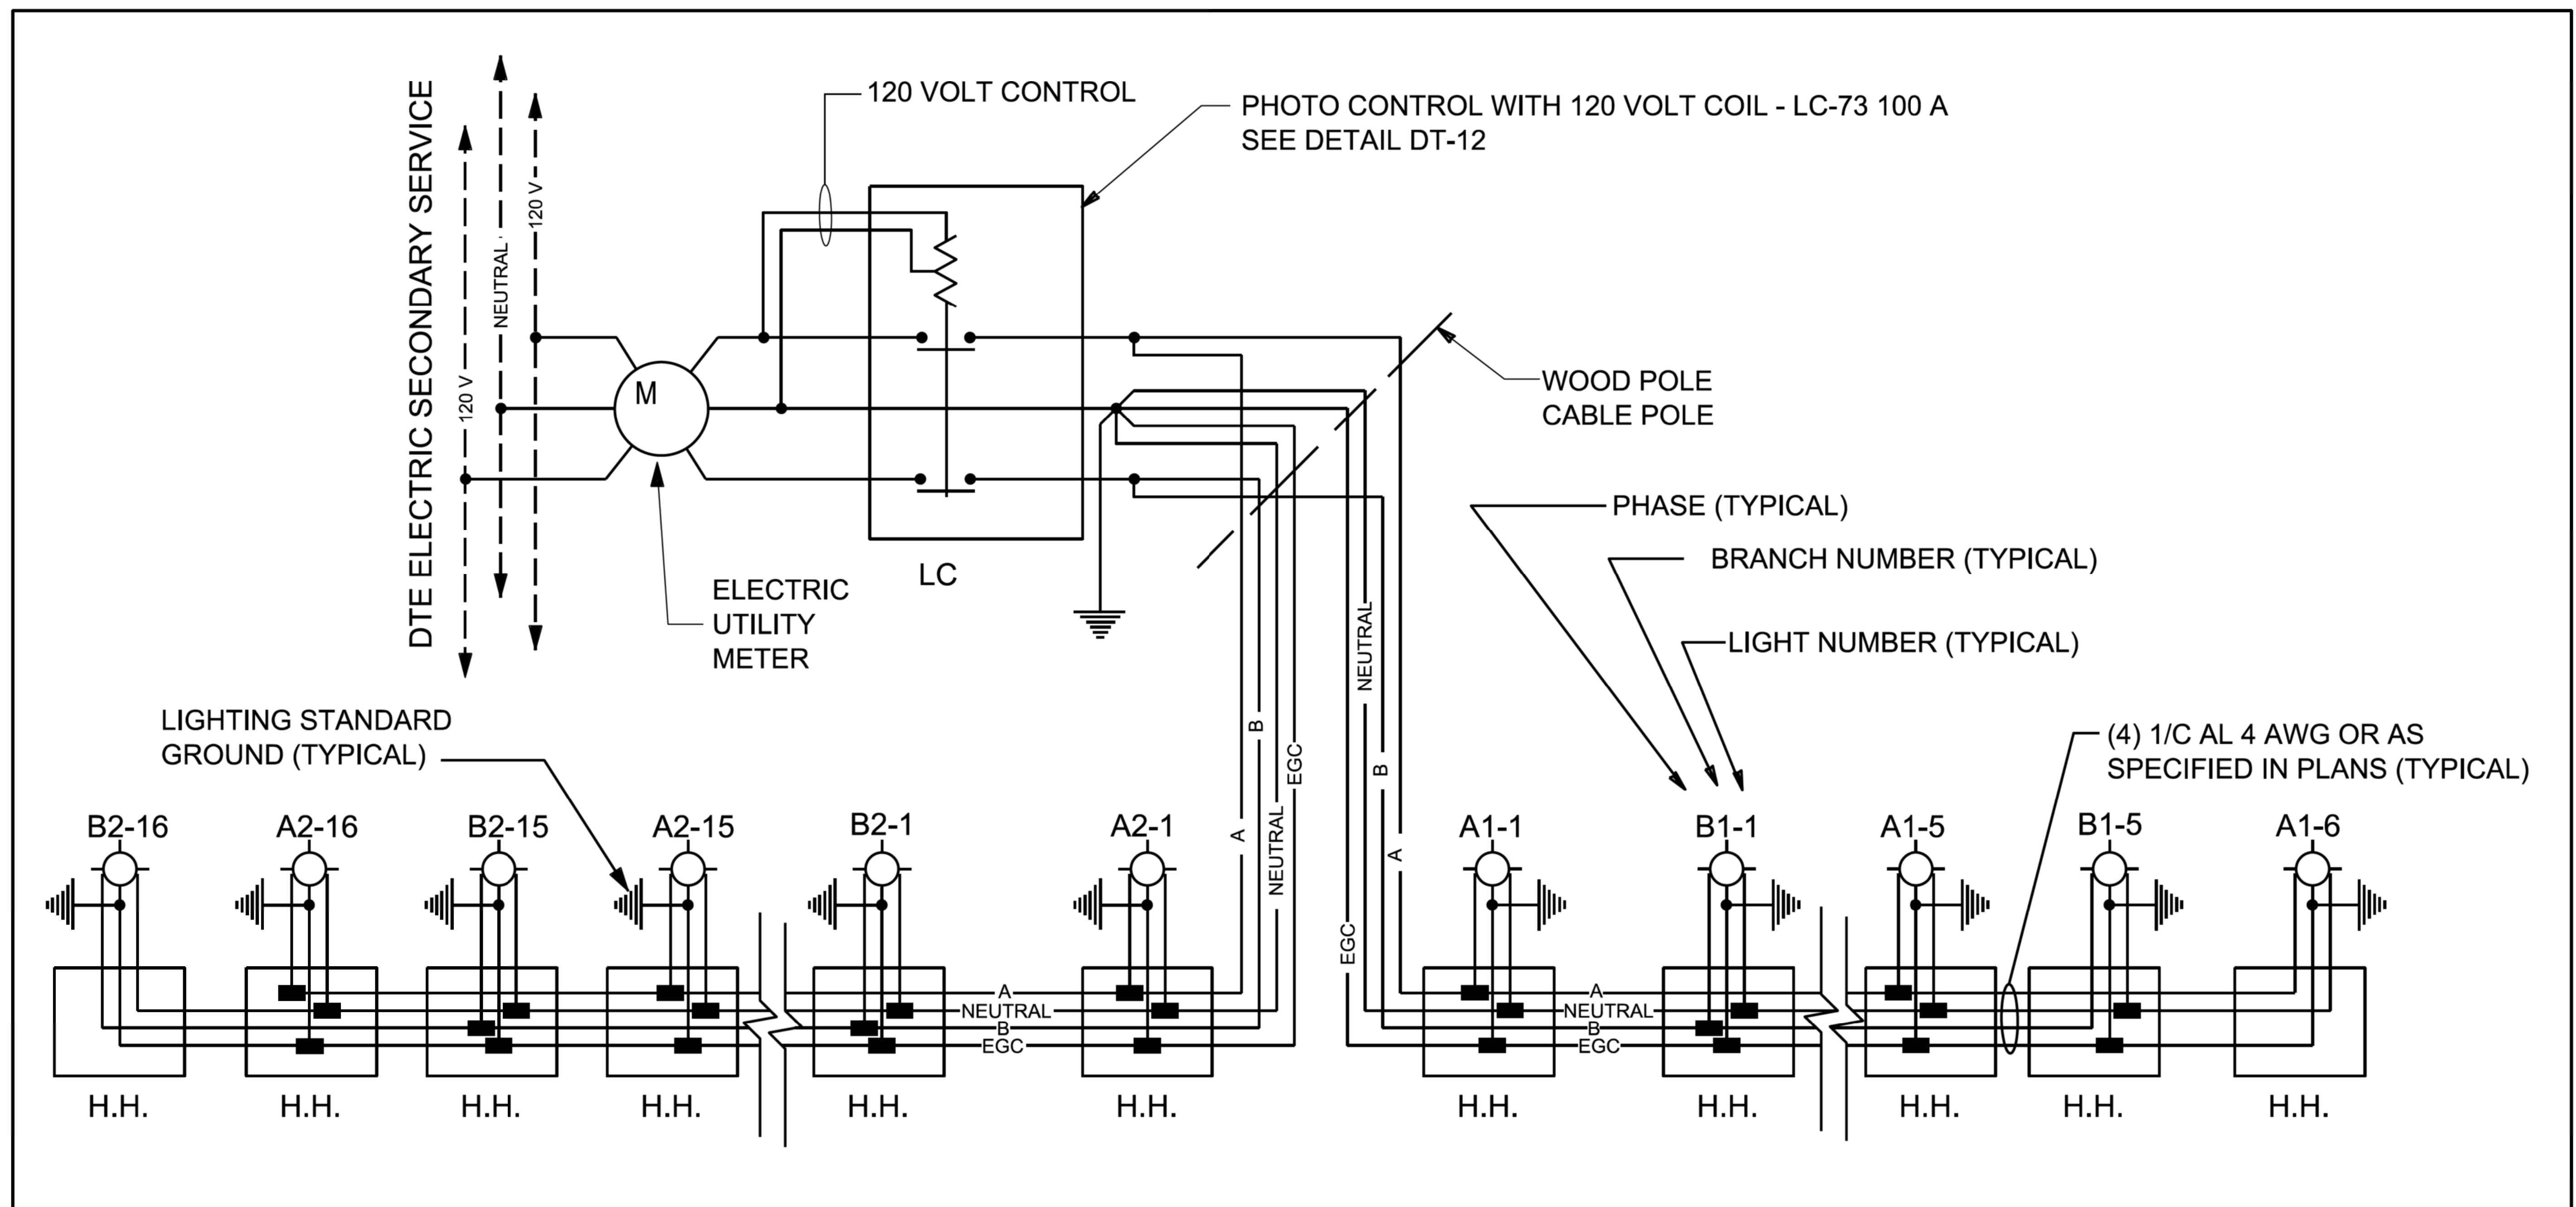 DTE ELECTRIC SECONDARY SERVICE
120 V
NEUTRAL
120 V
120 VOLT CONTROL
PHOTO CONTROL WITH 120 VOLT COIL - LC-73 100 A
SEE DETAIL DT-12
M
LC
ELECTRIC
UTILITY
METER
WOOD POLE
CABLE POLE
PHASE (TYPICAL)
BRANCH NUMBER (TYPICAL)
LIGHT NUMBER (TYPICAL)
LIGHTING STANDARD
GROUND (TYPICAL)
(4) 1/C AL 4 AWG OR AS
SPECIFIED IN PLANS (TYPICAL)
A
B
NEUTRAL
EGC
EGC
NEUTRAL
B
A
B2-16
A2-16
B2-15
A2-15
B2-1
A2-1
A1-1
B1-1
A1-5
B1-5
A1-6
A
NEUTRAL
B
EGC
A
NEUTRAL
B
EGC
H.H.
H.H.
H.H.
H.H.
H.H.
H.H.
H.H.
H.H.
H.H.
H.H.
H.H.